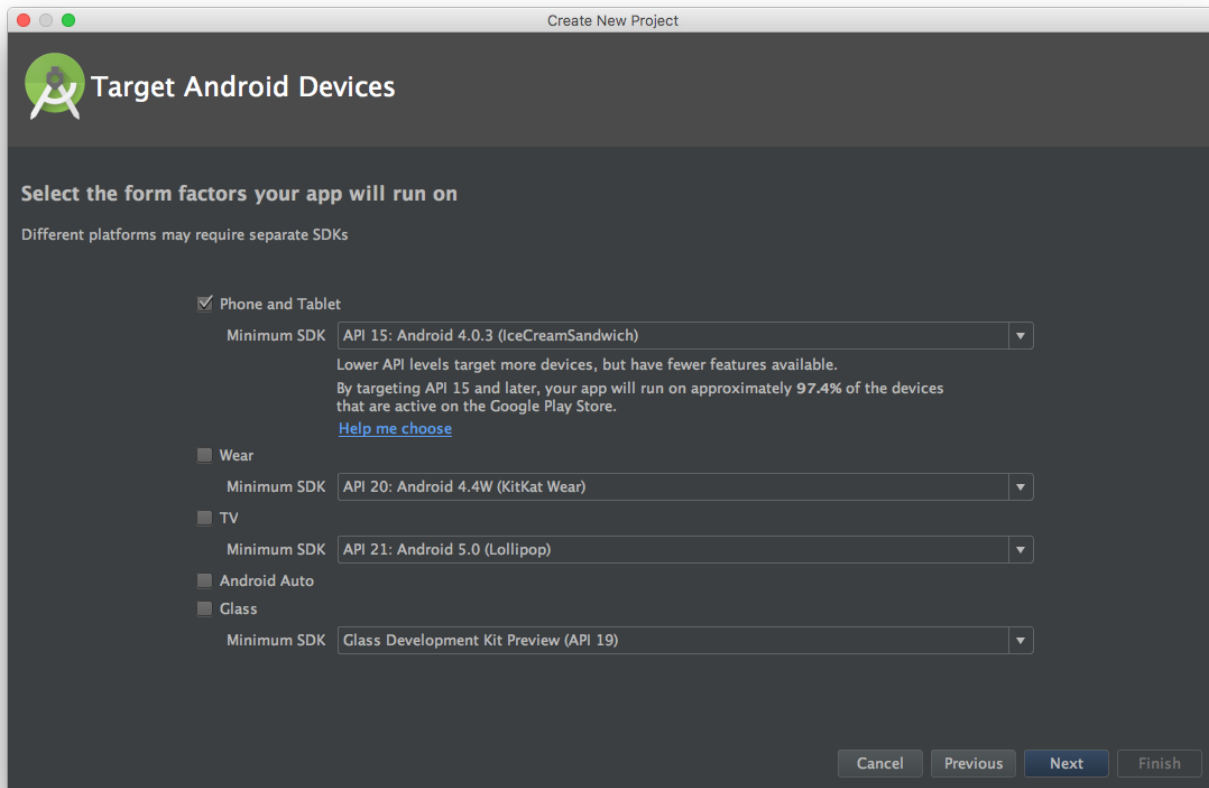 Create New Project
Target Android Devices
Select the form factors your app will run on
Different platforms may require separate SDKs
Phone and Tablet
Minimum SDK API 15: Android 4.0.3 (IceCreamSandwich)
Lower API levels target more devices, but have fewer features available.
By targeting API 15 and later, your app will run on approximately 97.4% of the devices
that are active on the Google Play Store.
Help me choose
Wear
Minimum SDK API 20: Android 4.4W (KitKat Wear)
TV
Minimum SDK API 21: Android 5.0 (Lollipop)
Android Auto
Glass
Minimum SDK Glass Development Kit Preview (API 19)
Cancel Previous Next Finish